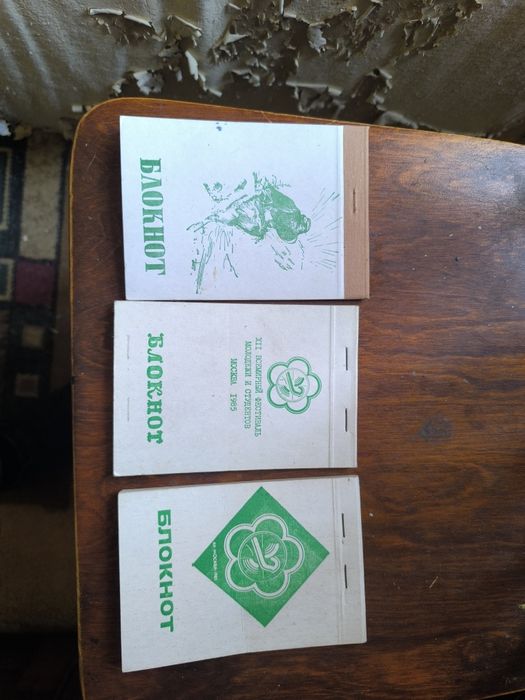 БЛОКНОТ
XII ВСЕМИРНЫЙ ФЕСТИВАЛЬ
МОЛОДЕЖИ И СТУДЕНТОВ
МОСКВА 1985
БЛОКНОТ
БЛОКНОТ